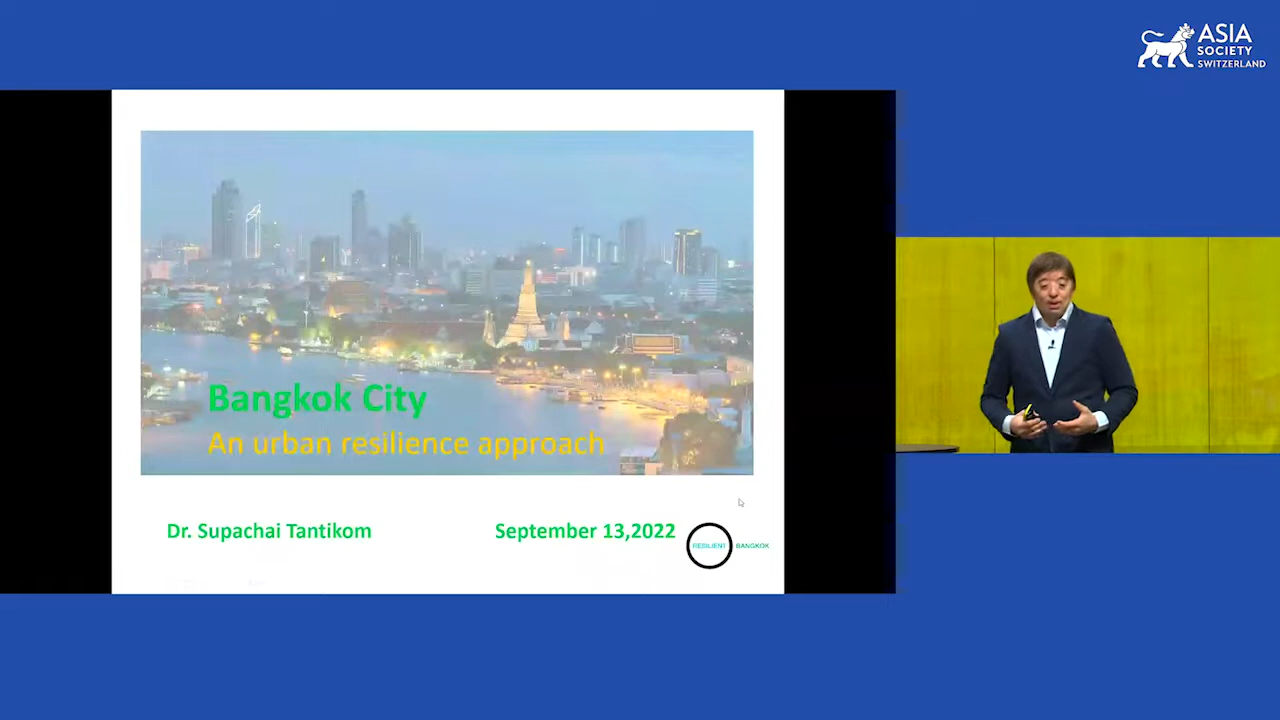 ASIA
SOCIETY
SWITZERLAND
Bangkok City
An urban resilience approach
Dr. Supachai Tantikom
September 13,2022
RESILIENT
BANGKOK